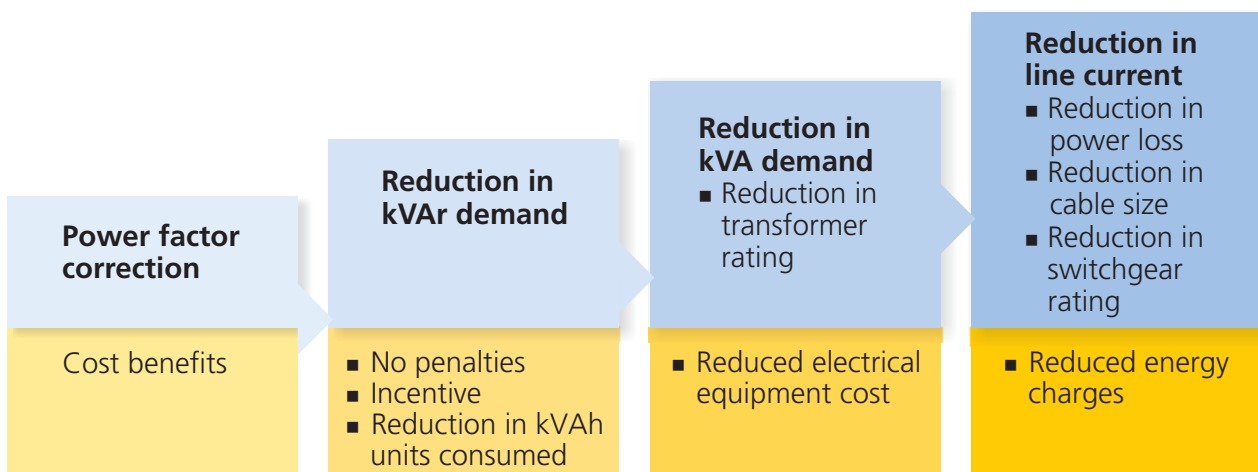 Power factor
correction
Cost benefits
Reduction in
kVAr demand
■ No penalties
■ Incentive
■ Reduction in kVAh
units consumed
Reduction in
kVA demand
■ Reduction in
transformer
rating
■ Reduced electrical
equipment cost
Reduction in
line current
■ Reduction in
power loss
■ Reduction in
cable size
■ Reduction in
switchgear
rating
■ Reduced energy
charges